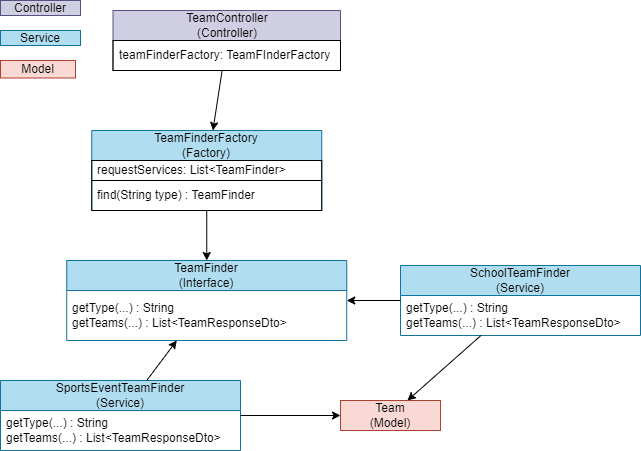 Controller
Service
Model
TeamController
(Controller)
teamFinderFactory: TeamFInderFactory
TeamFinderFactory
(Factory)
requestServices: List<TeamFinder>
find(String type) : TeamFinder
TeamFinder
(Interface)
getType(...) : String
getTeams(...) : List<TeamResponseDto>
SchoolTeamFinder
(Service)
getType(...) : String
getTeams(...) : List<TeamResponseDto>
SportsEventTeamFinder
(Service)
getType(...) : String
getTeams(...) : List<TeamResponseDto>
Team
(Model)